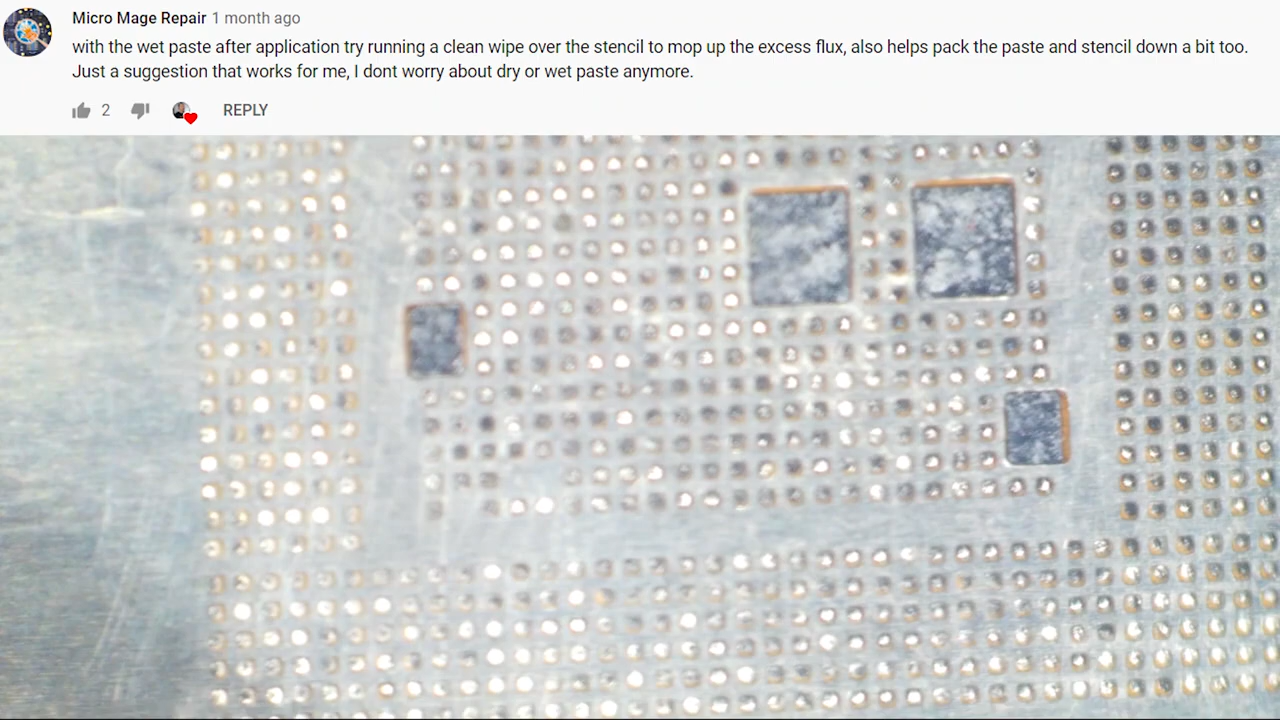 Micro Mage Repair 1 month ago
with the wet paste after application try running a clean wipe over the stencil to mop up the excess flux, also helps pack the paste and stencil down a bit too.
Just a suggestion that works for me, I dont worry about dry or wet paste anymore.
2 REPLY